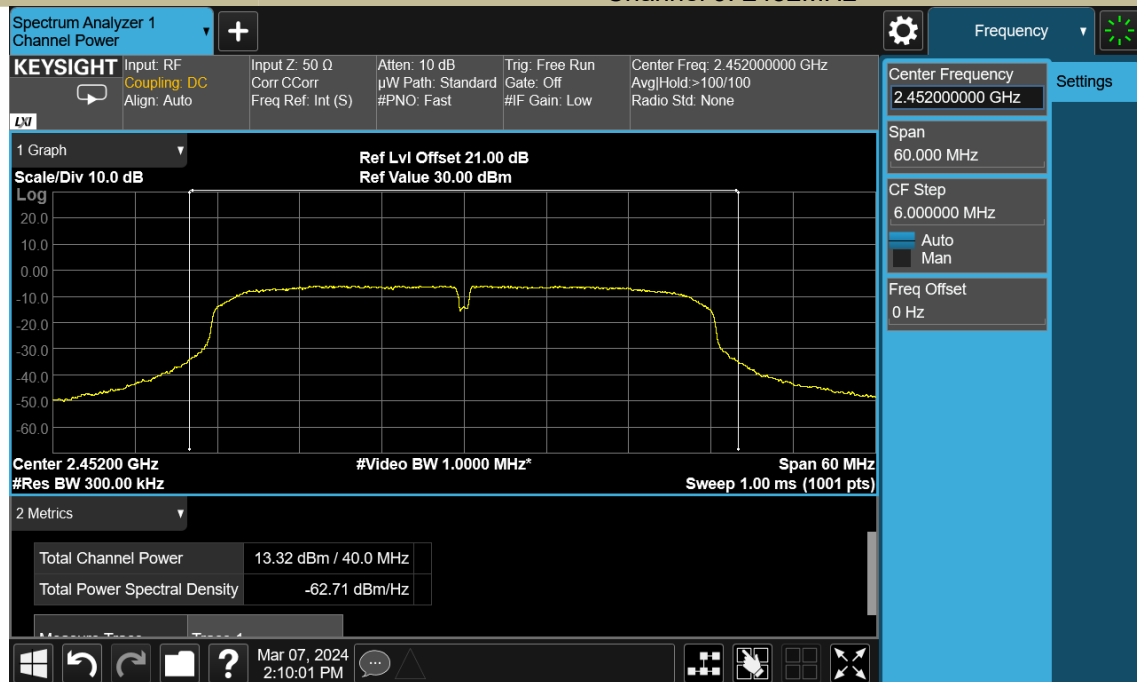 Spectrum Analyzer 1
Channel Power
Frequency
KEYSIGHT
LXI
Input: RF
Coupling: DC
Align: Auto
Input Z: 50 Ω
Corr CCorr
Freq Ref: Int (S)
Atten: 10 dB
µW Path: Standard
#PNO: Fast
Trig: Free Run
Gate: Off
#IF Gain: Low
Center Freq: 2.452000000 GHz
Avg|Hold:>100/100
Radio Std: None
Center Frequency
2.452000000 GHz
Settings
Span
60.000 MHz
CF Step
6.000000 MHz
Auto
Man
Freq Offset
0 Hz
1 Graph
Scale/Div 10.0 dB
Ref Lvl Offset 21.00 dB
Ref Value 30.00 dBm
Log
20.0
10.0
0.00
-10.0
-20.0
-30.0
-40.0
-50.0
-60.0
Center 2.45200 GHz
#Video BW 1.0000 MHz*
Span 60 MHz
#Res BW 300.00 kHz
Sweep 1.00 ms (1001 pts)
2 Metrics
Total Channel Power 13.32 dBm / 40.0 MHz
Total Power Spectral Density -62.71 dBm/Hz
?
Mar 07, 2024
2:10:01 PM